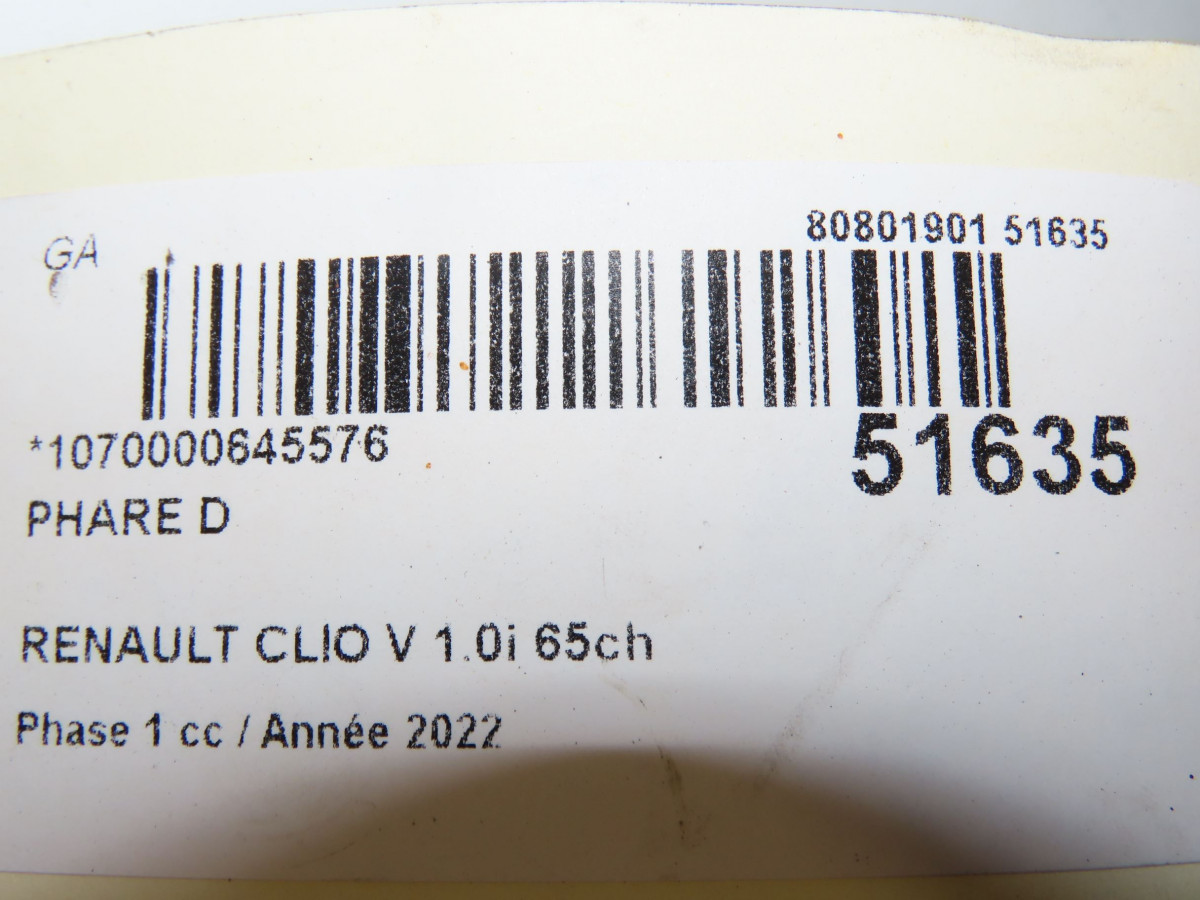 GA
80801901 51635
*1070000645576
51635
PHARE D
RENAULT CLIO V 1.0i 65ch
Phase 1 cc / Année 2022